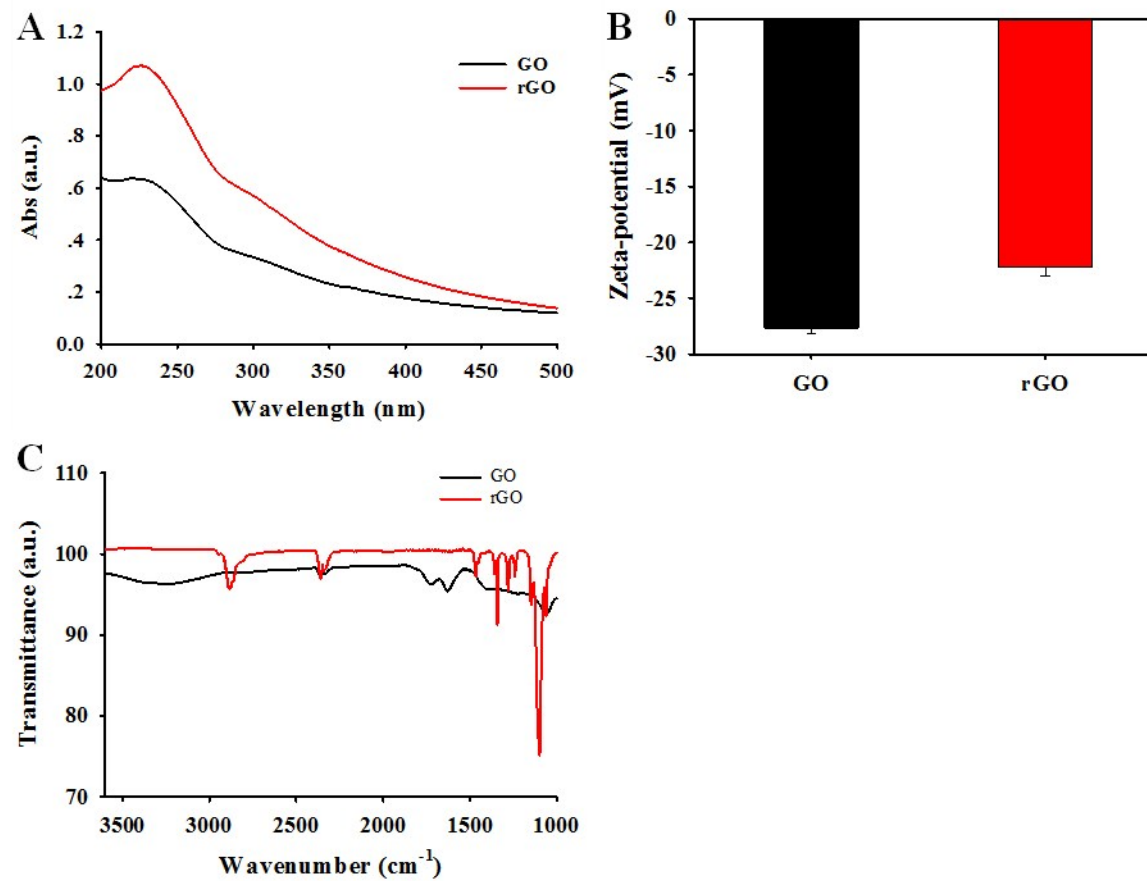 A
1.2
1.0
.8
.6
.4
.2
0.0
Abs (a.u.)
GO
rGO
200 250 300 350 400 450 500
Wavelength (nm)
B
0
-5
-10
-15
-20
-25
-30
Zeta-potential (mV)
GO rGO
C
110
100
90
80
70
Transmittance (a.u.)
GO
rGO
3500 3000 2500 2000 1500 1000
Wavenumber (cm⁻¹)